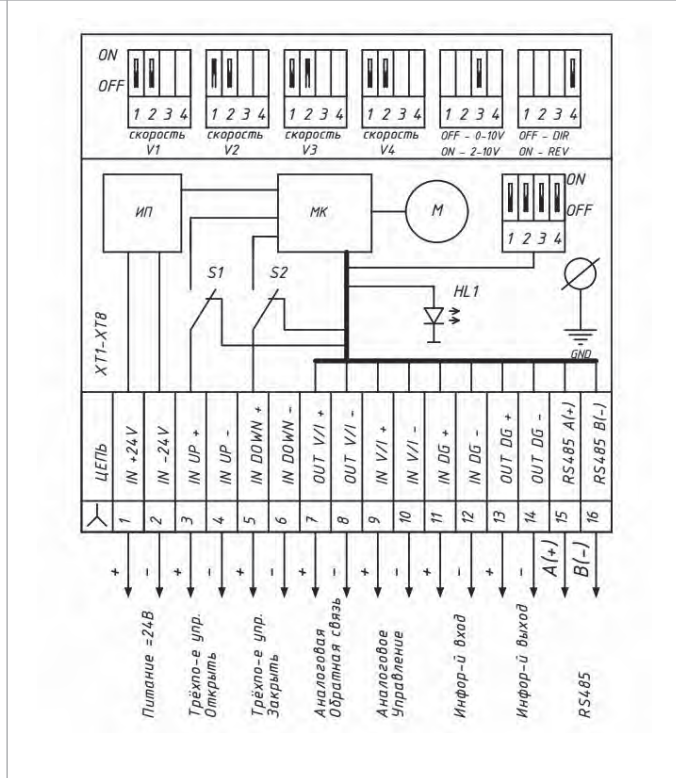 ON
OFF
1 2 3 4
скорость
V1
1 2 3 4
скорость
V2
1 2 3 4
скорость
V3
1 2 3 4
скорость
V4
1 2 3 4
OFF - 0-10V
ON - 2-10V
1 2 3 4
OFF - DIR
ON - REV
ИП
МК
М
ON
OFF
1 2 3 4
S1
S2
HL1
GND
XT1-XT8
ЦЕПЬ
IN +24V
IN -24V
IN UP +
IN UP -
IN DOWN +
IN DOWN -
OUT V/I +
OUT V/I -
IN V/I +
IN V/I -
IN DG +
IN DG -
OUT DG +
OUT DG -
RS485 A(+)
RS485 B(-)
1
2
3
4
5
6
7
8
9
10
11
12
13
14
15
16
+
-
+
-
+
-
+
-
+
-
+
-
+
-
A(+)
B(-)
Питание =24В
Трёхпо-е упр.
Открыть
Трёхпо-е упр.
Закрыть
Аналоговая
Обратная связь
Аналоговое
Управление
Инфор-й вход
Инфор-й выход
RS485